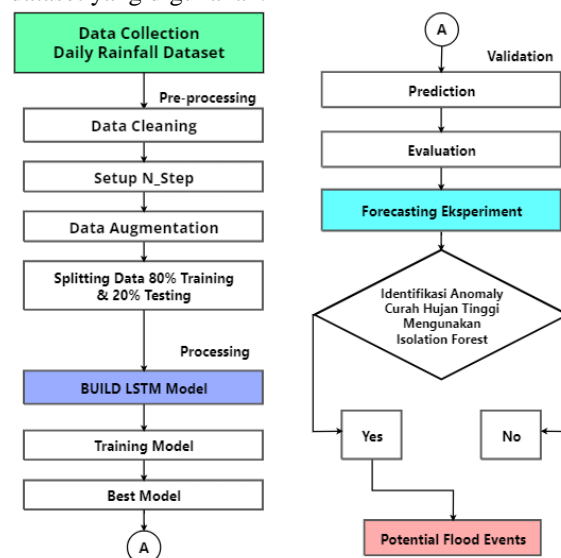 Data Collection
Daily Rainfall Dataset
Pre-processing
Data Cleaning
Setup N_Step
Data Augmentation
Splitting Data 80% Training
& 20% Testing
Processing
BUILD LSTM Model
Training Model
Best Model
A
A
Validation
Prediction
Evaluation
Forecasting Eksperiment
Identifikasi Anomaly
Curah Hujan Tinggi
Mengunakan
Isolation Forest
Yes
No
Potential Flood Events